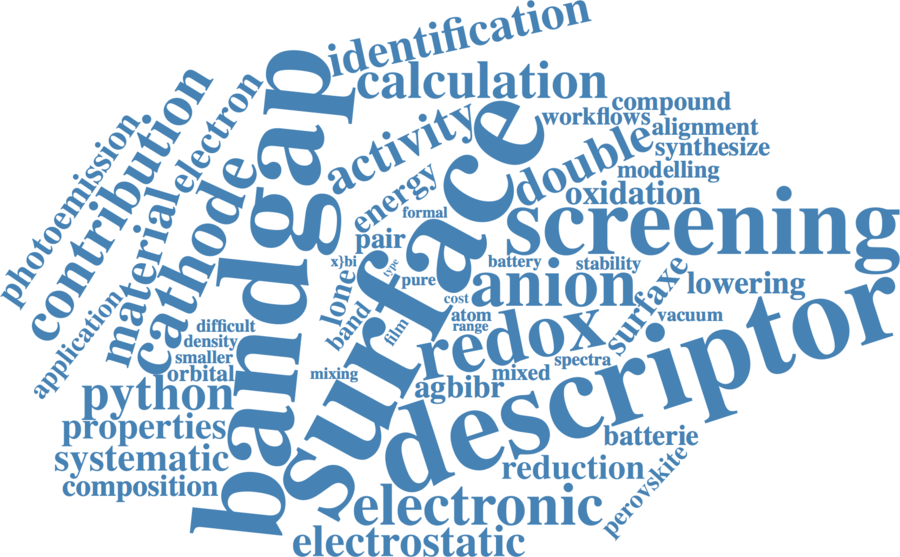 identification
calculation
compound
workflows
alignment
activity
double
synthesize
modelling
electron
contribution
photoemission
oxidation
energy
formal
screening
pair
cathode
material
band gap
surface
x}bi
type
pure
battery
stability
anion
lowering
lone
cost
surfaxe
application
atom
vacuum
range
difficult
density
band
film
redox
smaller
spectra
orbital
mixing
mixed
descriptor
agbibr
python
properties
batterie
systematic
reduction
perovskite
composition
electronic
electrostatic